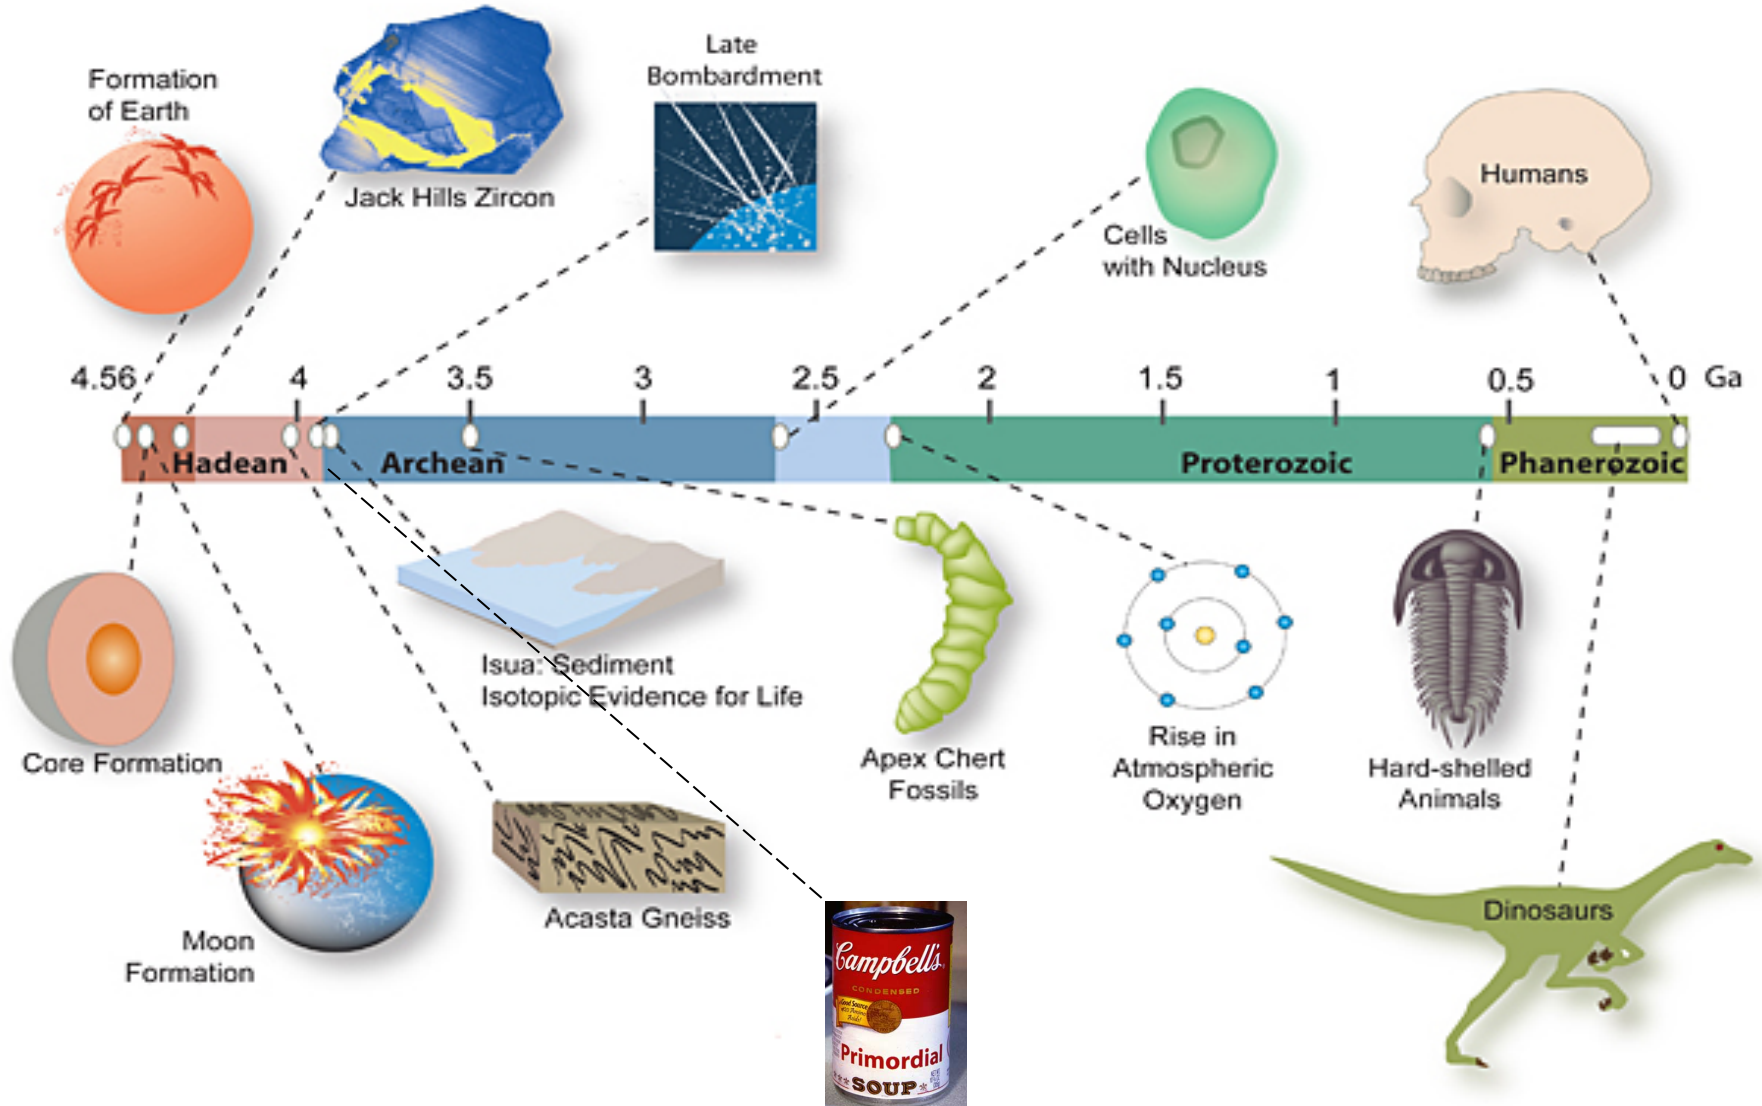 Formation
of Earth
Jack Hills Zircon
Late
Bombardment
Cells
with Nucleus
Humans
4.56
4
3.5
3
2.5
2
1.5
1
0.5
0 Ga
Hadean
Archean
Proterozoic
Phanerozoic
Core Formation
Moon
Formation
Isua: Sediment
Isotopic Evidence for Life
Acasta Gneiss
Apex Chert
Fossils
Rise in
Atmospheric
Oxygen
Hard-shelled
Animals
Dinosaurs
Campbell's
CONDENSED
Good Source
Primordial
SOUP